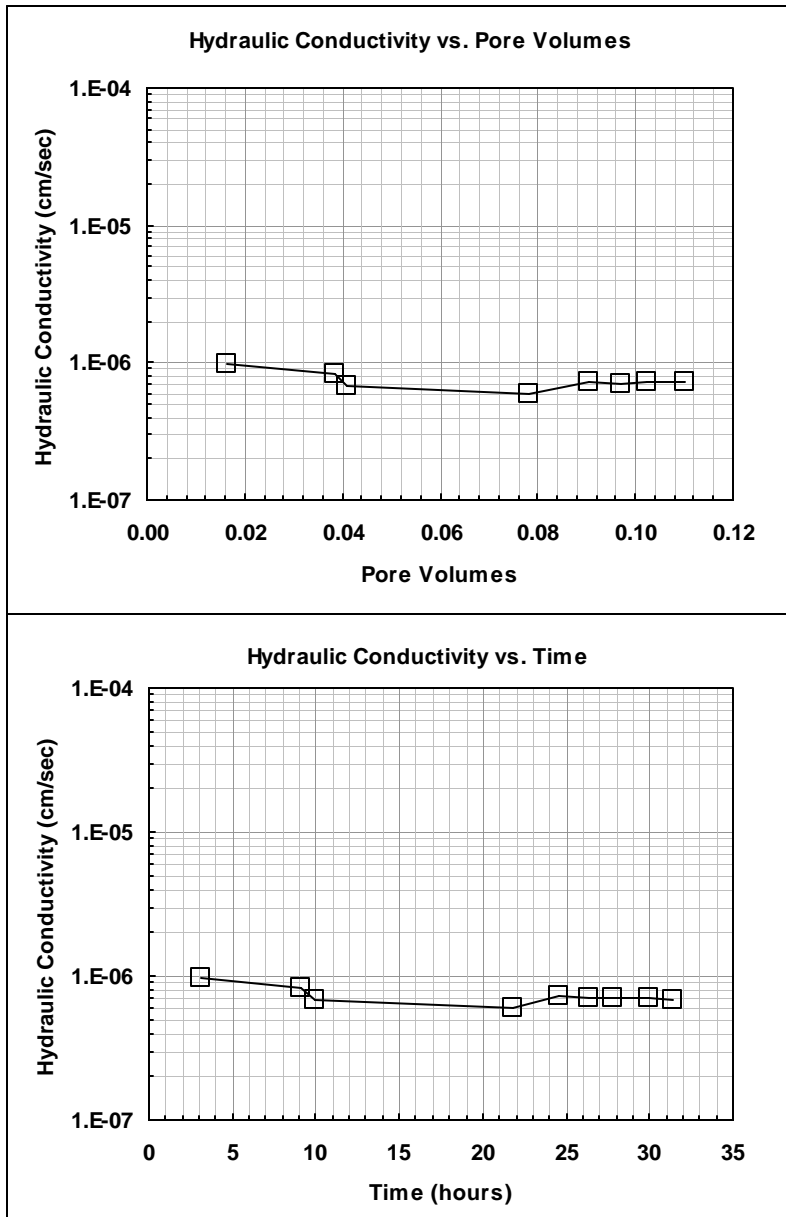 Hydraulic Conductivity vs. Pore Volumes
1.E-04
1.E-05
1.E-06
1.E-07
Hydraulic Conductivity (cm/sec)
0.00 0.02 0.04 0.06 0.08 0.10 0.12
Pore Volumes
Hydraulic Conductivity vs. Time
1.E-04
1.E-05
1.E-06
1.E-07
Hydraulic Conductivity (cm/sec)
0 5 10 15 20 25 30 35
Time (hours)